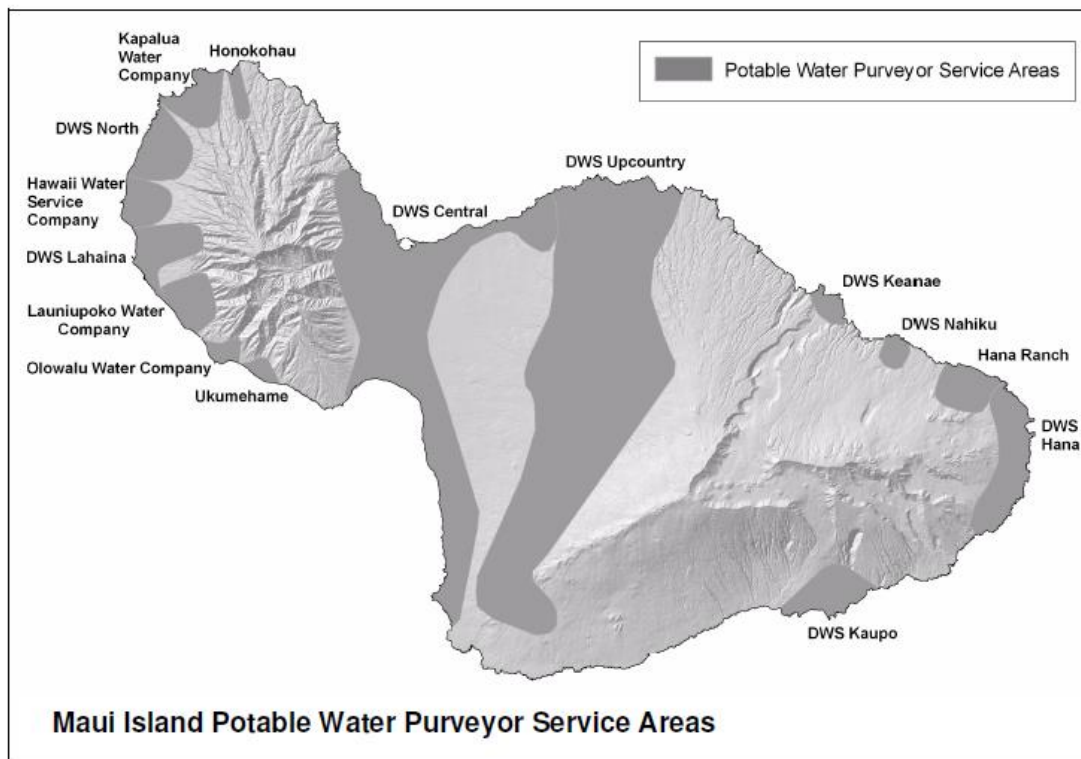 Kapalua
Water
Company
Honokohau
Potable Water Purveyor Service Areas
DWS North
DWS Upcountry
Hawaii Water
Service
Company
DWS Central
DWS Lahaina
DWS Keanae
Launiupoko Water
Company
DWS Nahiku
Hana Ranch
Olowalu Water Company
Ukumehame
DWS
Hana
DWS Kaupo
Maui Island Potable Water Purveyor Service Areas